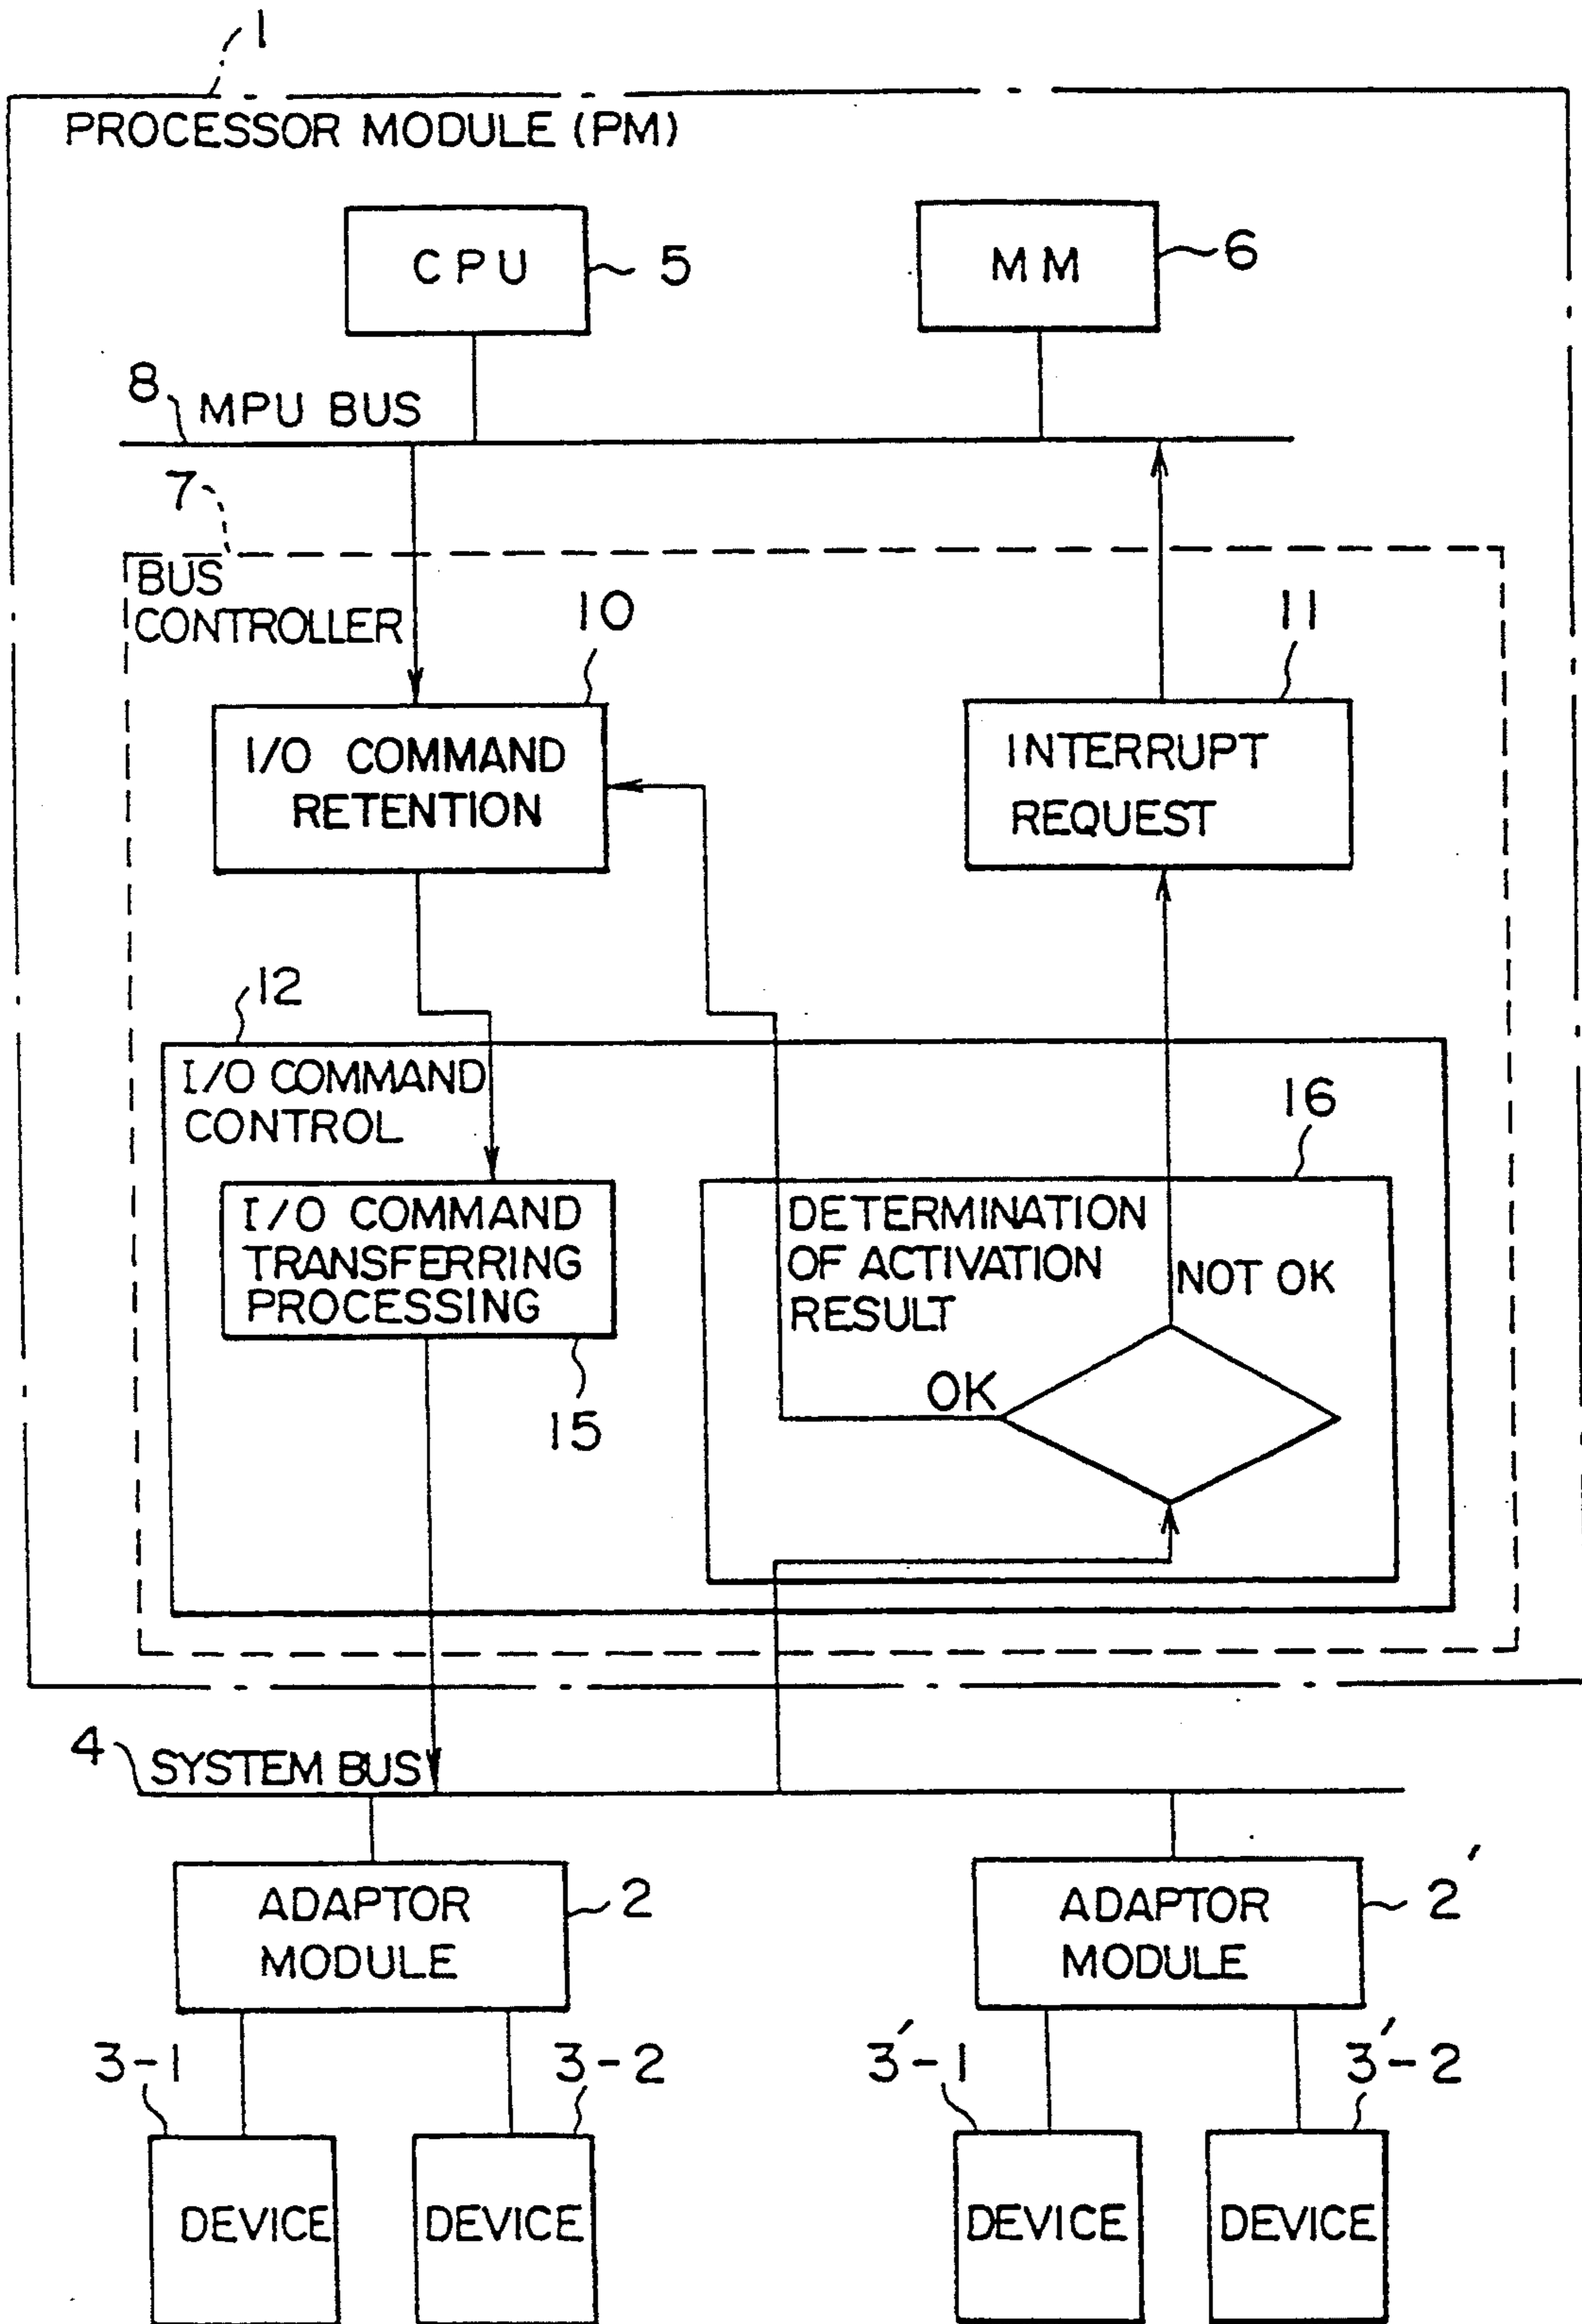 1
PROCESSOR MODULE (PM)
CPU
5
MM
6
8
MPU BUS
7
BUS
CONTROLLER
10
11
I/O COMMAND
RETENTION
INTERRUPT
REQUEST
12
I/O COMMAND
CONTROL
16
I/O COMMAND
TRANSFERRING
PROCESSING
15
DETERMINATION
OF ACTIVATION
RESULT
NOT OK
OK
4
SYSTEM BUS
ADAPTOR
MODULE
2
ADAPTOR
MODULE
2'
3-1
3-2
3'-1
3'-2
DEVICE
DEVICE
DEVICE
DEVICE